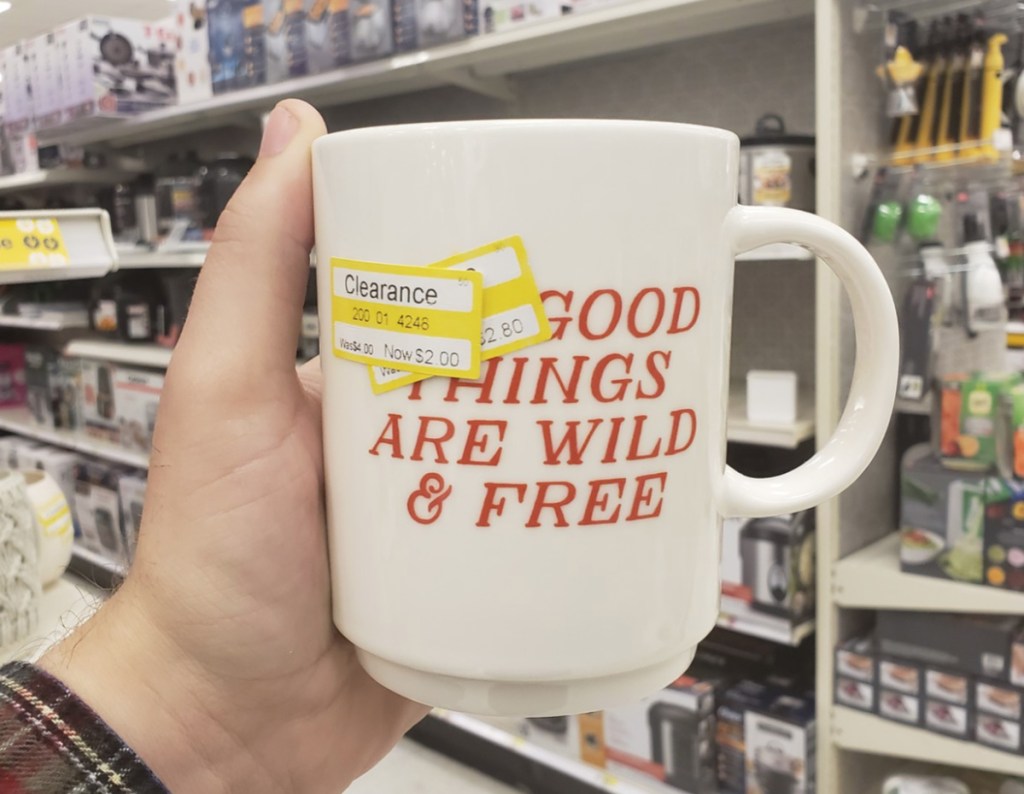 Clearance
200 01 4248
Was$4.00 Now $2.00
$2.80
GOOD
THINGS
ARE WILD
& FREE